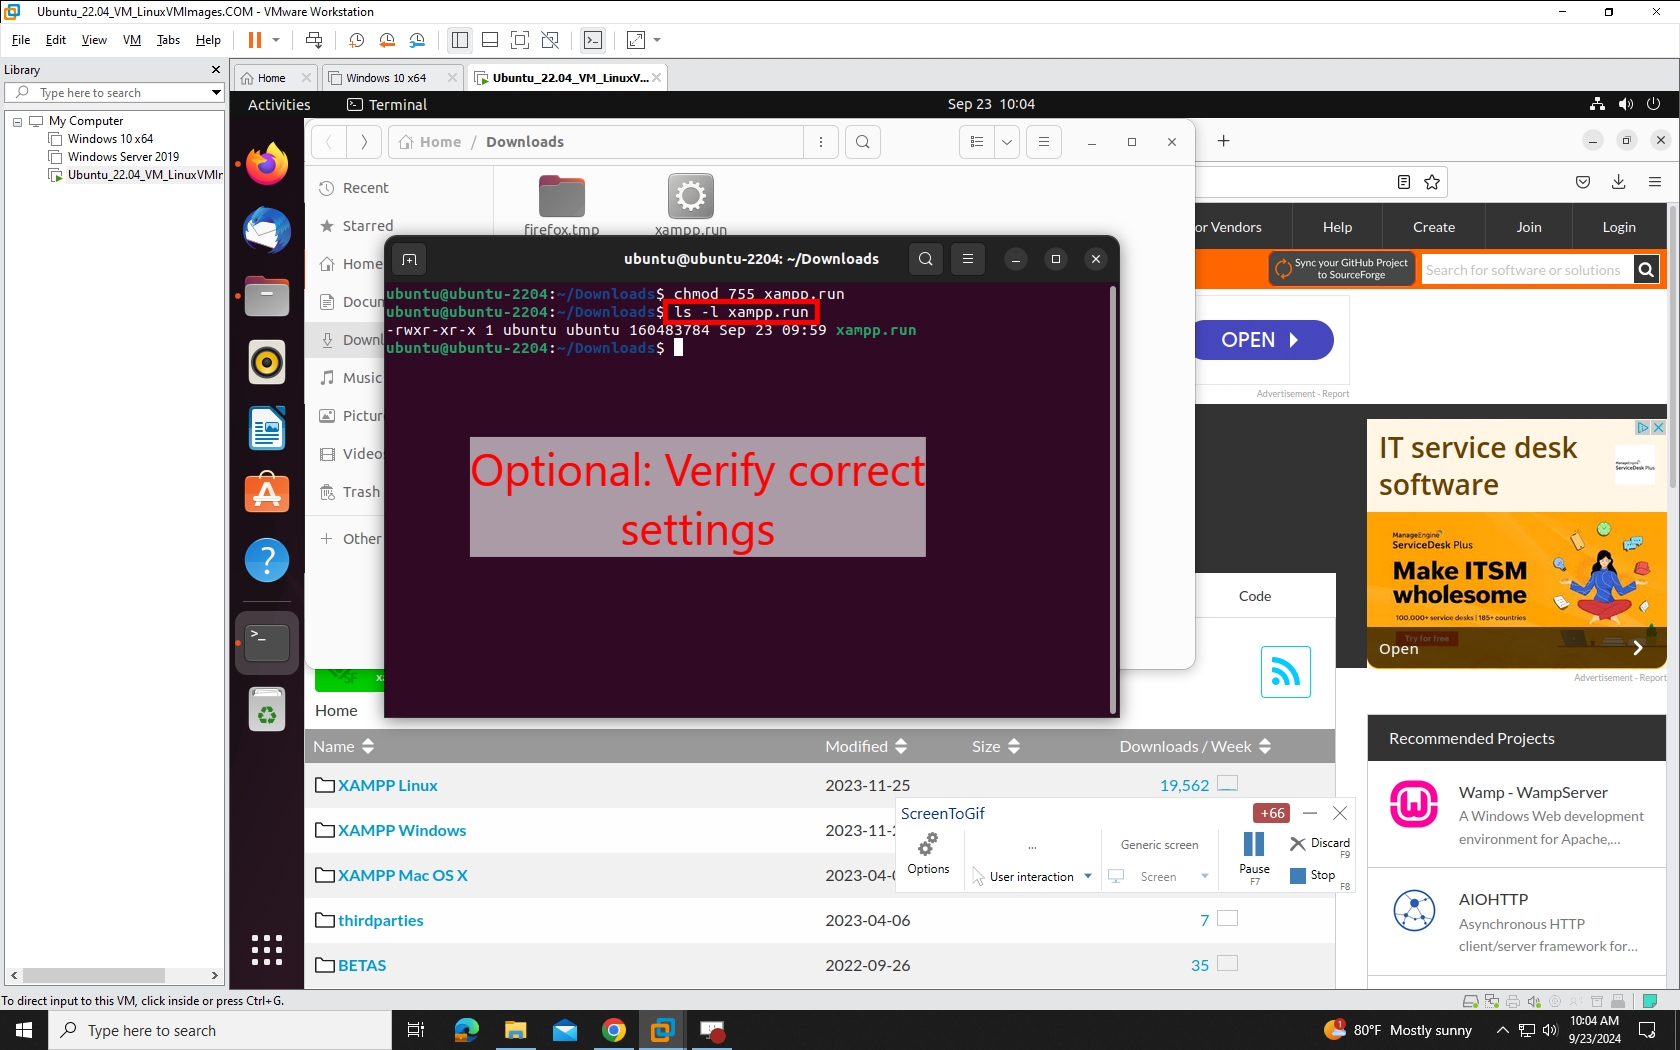 Ubuntu_22.04_VM_LinuxVMImages.COM - VMware Workstation
File Edit View VM Tabs Help
Library
Type here to search
My Computer
Windows 10 x64
Windows Server 2019
Ubuntu_22.04_VM_LinuxVMIr
Home
Windows 10 x64
Ubuntu_22.04_VM_LinuxV...
Activities
Terminal
Sep 23 10:04
Home / Downloads
Recent
Starred
Home
Docum
Downl
Music
Pictur
Videos
Trash
Other
firefox.tmp
xampp.run
ubuntu@ubuntu-2204: ~/Downloads
ubuntu@ubuntu-2204:~/Downloads$ chmod 755 xampp.run
ubuntu@ubuntu-2204:~/Downloads$ ls -l xampp.run
-rwxr-xr-x 1 ubuntu ubuntu 160483784 Sep 23 09:59 xampp.run
ubuntu@ubuntu-2204:~/Downloads$
Optional: Verify correct
settings
or Vendors
Help
Create
Join
Login
Sync your GitHub Project
to SourceForge
Search for software or solutions
OPEN
Advertisement - Report
IT service desk
software
ManageEngine
ServiceDesk Plus
Make ITSM
wholesome
100,000+ service desks | 185+ countries
Try for free
Open
Advertisement - Report
Code
Home
Name
Modified
Size
Downloads / Week
XAMPP Linux
2023-11-25
19,562
XAMPP Windows
2023-11-2
XAMPP Mac OS X
2023-04-0
thirdparties
2023-04-06
7
BETAS
2022-09-26
35
Recommended Projects
Wamp - WampServer
A Windows Web development
environment for Apache,...
AIOHTTP
Asynchronous HTTP
client/server framework for...
ScreenToGif
+66
Options
...
User interaction
Generic screen
Screen
Pause
F7
Discard
F9
Stop
F8
To direct input to this VM, click inside or press Ctrl+G.
Type here to search
80°F Mostly sunny
10:04 AM
9/23/2024